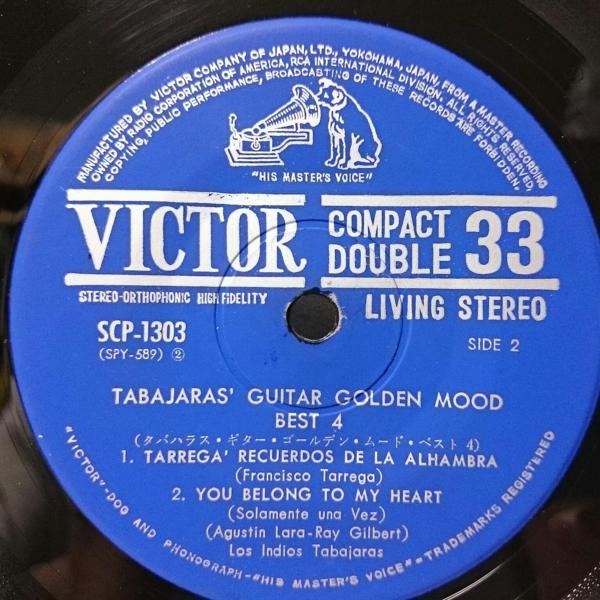 MANUFACTURED BY VICTOR COMPANY OF JAPAN, LTD., YOKOHAMA, JAPAN, FROM A MASTER RECORDING
OWNED BY RADIO CORPORATION OF AMERICA, RCA INTERNATIONAL DIVISION. ALL RIGHTS RESERVED,
COPYING, PUBLIC PERFORMANCE, BROADCASTING OF THESE RECORDS ARE FORBIDDEN.
"HIS MASTER'S VOICE"
VICTOR
COMPACT
DOUBLE 33
STEREO-ORTHOPHONIC HIGH FIDELITY
LIVING STEREO
SCP-1303
(SPY-589) ②
SIDE 2
TABAJARAS' GUITAR GOLDEN MOOD
BEST 4
(タバハラス・ギター・ゴールデン・ムード・ベスト4)
1. TARREGA' RECUERDOS DE LA ALHAMBRA
(Francisco Tarrega)
2. YOU BELONG TO MY HEART
(Solamente una Vez)
(Agustin Lara-Ray Gilbert)
Los Indios Tabajaras
"VICTOR"-DOG AND PHONOGRAPH-"HIS MASTER'S VOICE"-TRADEMARKS REGISTERED